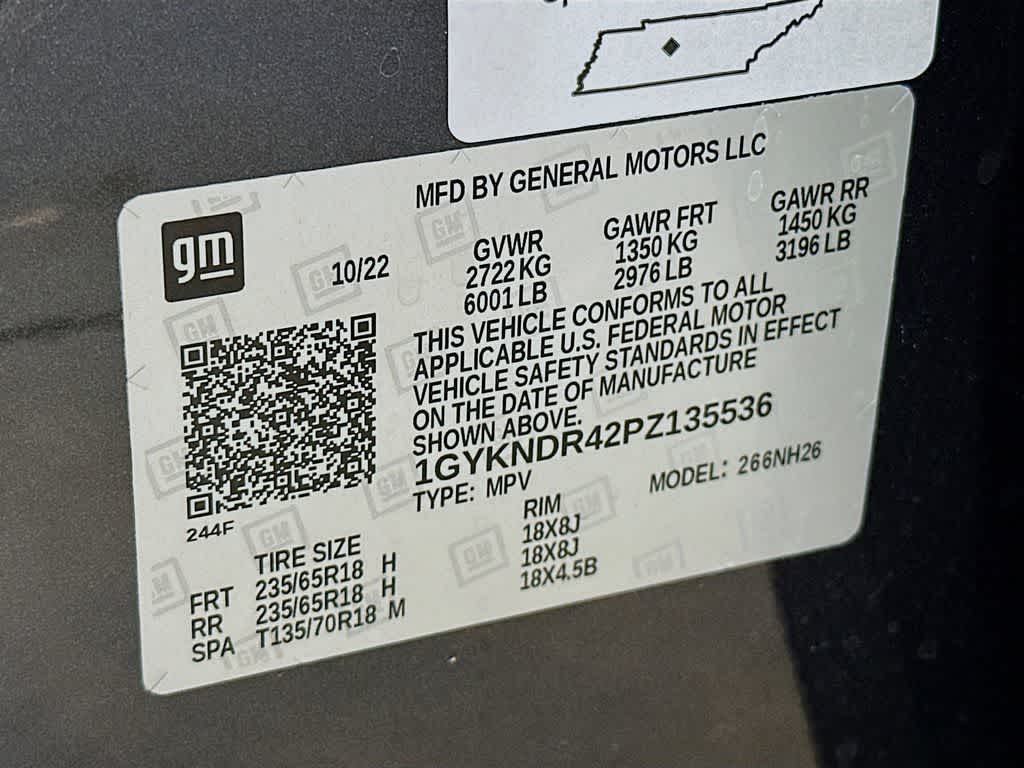 MFD BY GENERAL MOTORS LLC
gm
10/22
GVWR
2722 KG
6001 LB
GAWR FRT
1350 KG
2976 LB
GAWR RR
1450 KG
3196 LB
THIS VEHICLE CONFORMS TO ALL
APPLICABLE U.S. FEDERAL MOTOR
VEHICLE SAFETY STANDARDS IN EFFECT
ON THE DATE OF MANUFACTURE
SHOWN ABOVE.
1GYKNDR42PZ135536
TYPE: MPV
MODEL: 266NH26
244F
TIRE SIZE
RIM
FRT 235/65R18 H 18X8J
RR 235/65R18 H 18X8J
SPA T135/70R18 M 18X4.5B